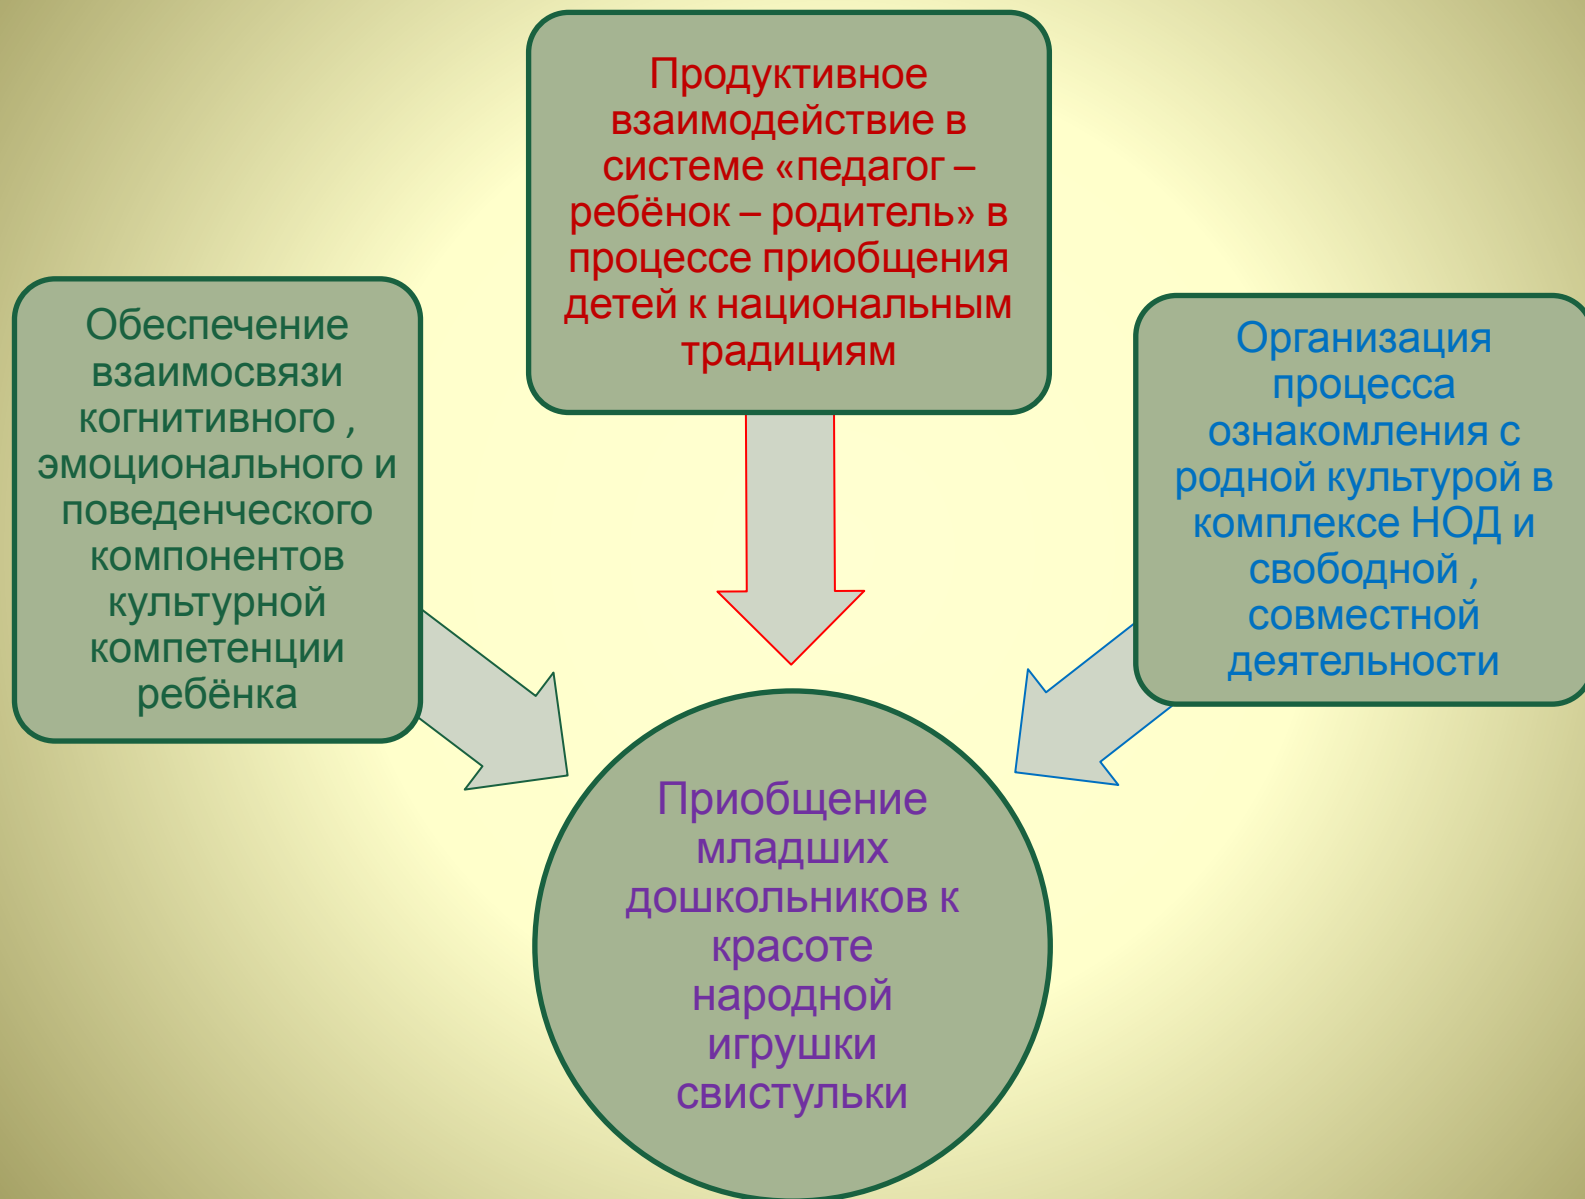 Продуктивное
взаимодействие в
системе «педагог –
ребёнок – родитель» в
процессе приобщения
детей к национальным
традициям
Обеспечение
взаимосвязи
когнитивного ,
эмоционального и
поведенческого
компонентов
культурной
компетенции
ребёнка
Организация
процесса
ознакомления с
родной культурой в
комплексе НОД и
свободной ,
совместной
деятельности
Приобщение
младших
дошкольников к
красоте
народной
игрушки
свистульки